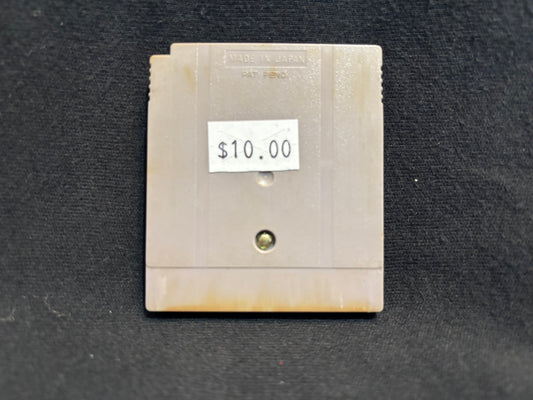 MADE IN JAPAN
PAT PEND.
$10.00